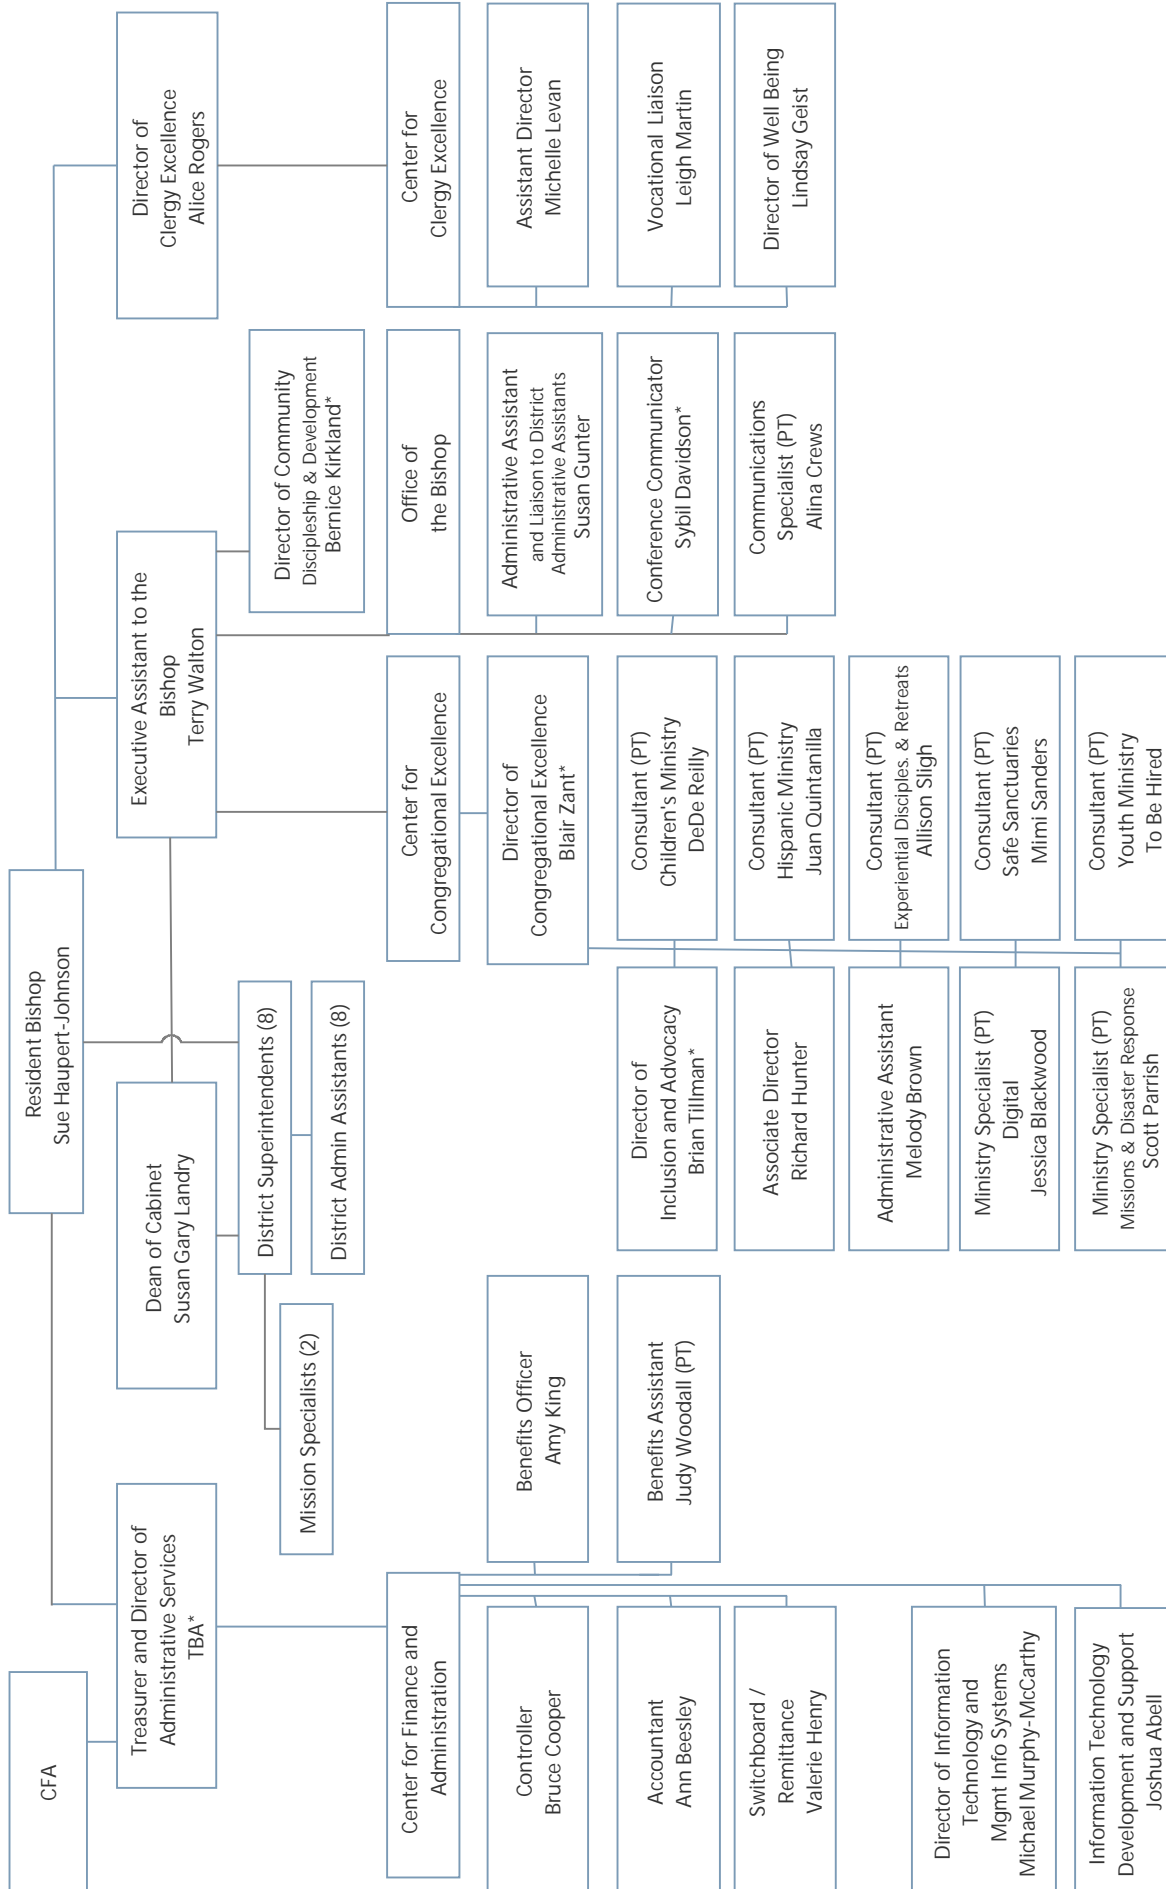 CFA
Resident Bishop
Sue Haupert-Johnson
Treasurer and Director of
Administrative Services
TBA*
Dean of Cabinet
Susan Gary Landry
Executive Assistant to the
Bishop
Terry Walton
Director of
Clergy Excellence
Alice Rogers
Mission Specialists (2)
District Superintendents (8)
District Admin Assistants (8)
Director of Community
Discipleship & Development
Bernice Kirkland*
Center for Finance and
Administration
Center for
Congregational Excellence
Office of
the Bishop
Center for
Clergy Excellence
Controller
Bruce Cooper
Benefits Officer
Amy King
Director of
Congregational Excellence
Blair Zant*
Administrative Assistant
and Liaison to District
Administrative Assistants
Susan Gunter
Assistant Director
Michelle Levan
Accountant
Ann Beesley
Benefits Assistant
Judy Woodall (PT)
Director of
Inclusion and Advocacy
Brian Tillman*
Consultant (PT)
Children's Ministry
DeDe Reilly
Conference Communicator
Sybil Davidson*
Vocational Liaison
Leigh Martin
Switchboard /
Remittance
Valerie Henry
Associate Director
Richard Hunter
Consultant (PT)
Hispanic Ministry
Juan Quintanilla
Communications
Specialist (PT)
Alina Crews
Director of Well Being
Lindsay Geist
Administrative Assistant
Melody Brown
Consultant (PT)
Experiential Disciples. & Retreats
Allison Sligh
Director of Information
Technology and
Mgmt Info Systems
Michael Murphy-McCarthy
Ministry Specialist (PT)
Digital
Jessica Blackwood
Consultant (PT)
Safe Sanctuaries
Mimi Sanders
Information Technology
Development and Support
Joshua Abell
Ministry Specialist (PT)
Missions & Disaster Response
Scott Parrish
Consultant (PT)
Youth Ministry
To Be Hired